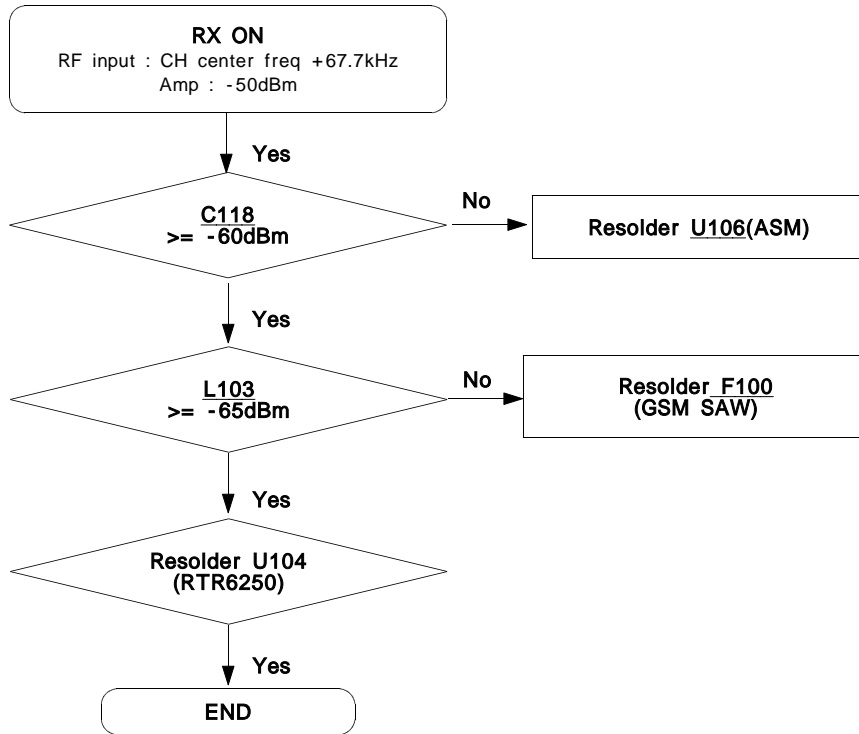 RX ON
RF input : CH center freq +67.7kHz
Amp : -50dBm
Yes
C118
>= -60dBm
No
Resolder U106(ASM)
Yes
L103
>= -65dBm
No
Resolder F100
(GSM SAW)
Yes
Resolder U104
(RTR6250)
Yes
END